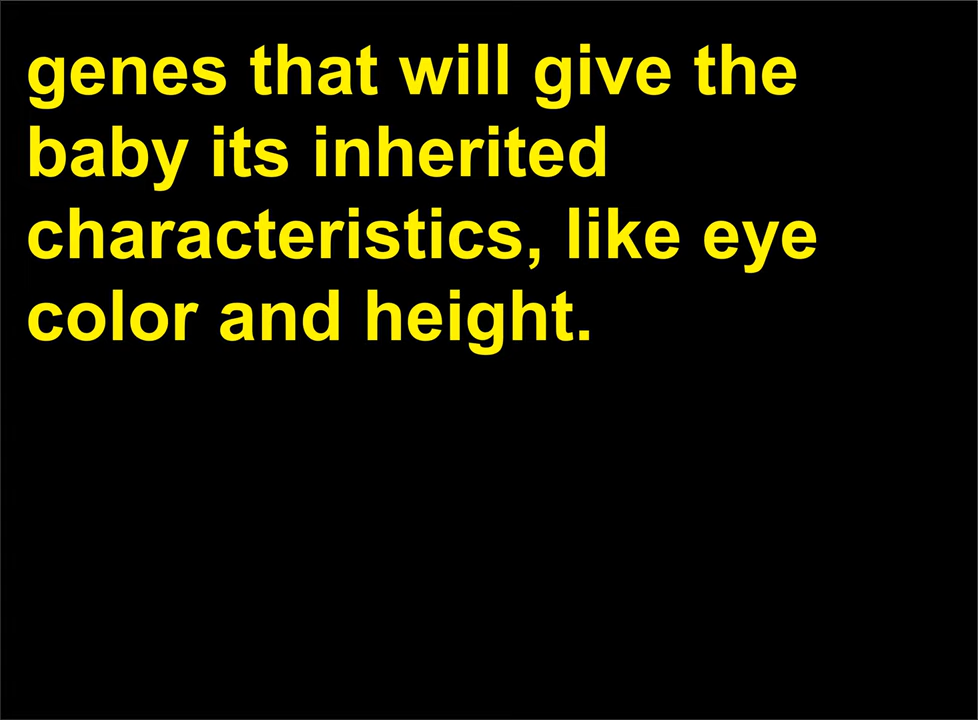 genes that will give the
baby its inherited
characteristics, like eye
color and height.